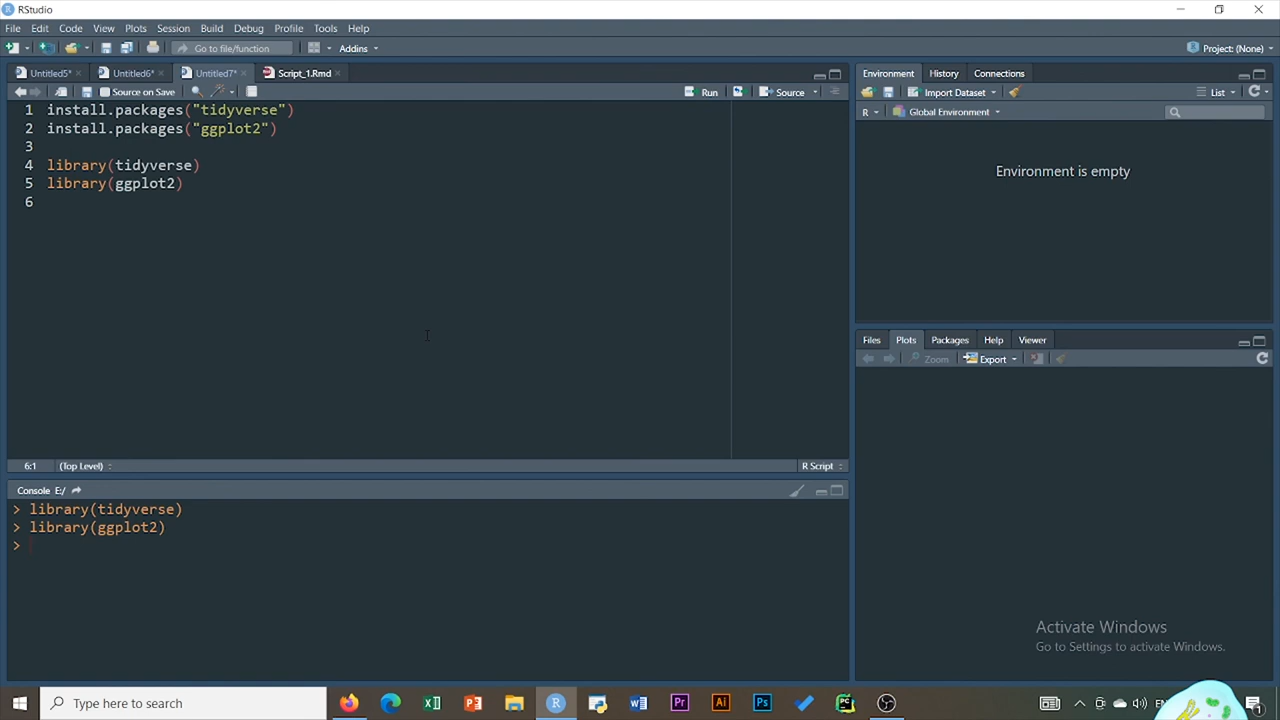 RStudio
File Edit Code View Plots Session Build Debug Profile Tools Help
Go to file/function Addins Project: (None)
Untitled5* Untitled6* Untitled7* Script_1.Rmd
Source on Save Run Source
1 install.packages("tidyverse")
2 install.packages("ggplot2")
3
4 library(tidyverse)
5 library(ggplot2)
6
6:1 (Top Level) R Script
Console E:/
> library(tidyverse)
> library(ggplot2)
>
Environment History Connections
Import Dataset List
R Global Environment
Environment is empty
Files Plots Packages Help Viewer
Zoom Export
Activate Windows
Go to Settings to activate Windows.
Type here to search